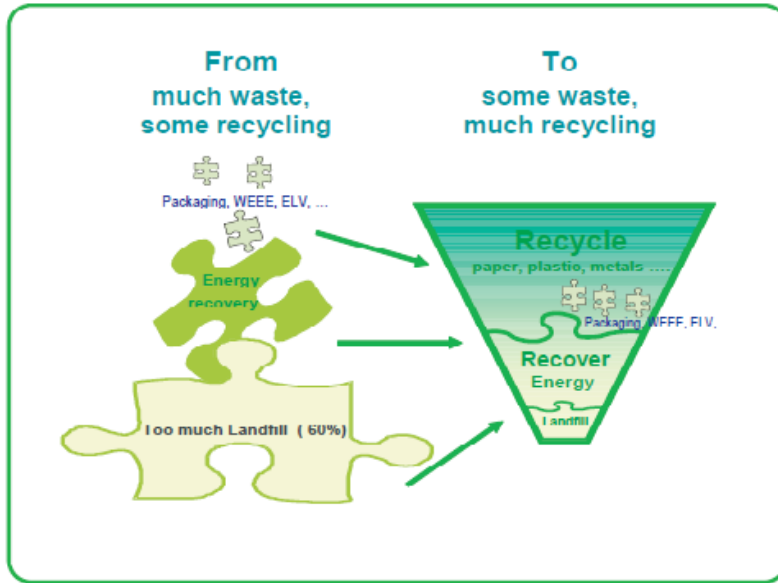 From
much waste,
some recycling
To
some waste,
much recycling
Packaging, WEEE, ELV, ...
Energy
recovery
Too much Landfill ( 60%)
Recycle
paper, plastic, metals ....
Packaging, WEEE, ELV,
Recover
Energy
Landfill